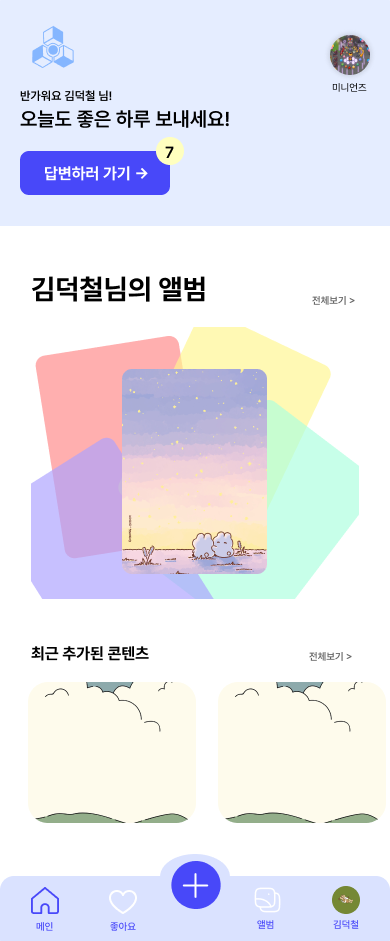 미니언즈
반가워요 김덕철 님!
오늘도 좋은 하루 보내세요!
7
답변하러 가기 →
김덕철님의 앨범
전체보기 >
최근 추가된 콘텐츠
전체보기 >
메인
좋아요
앨범
김덕철